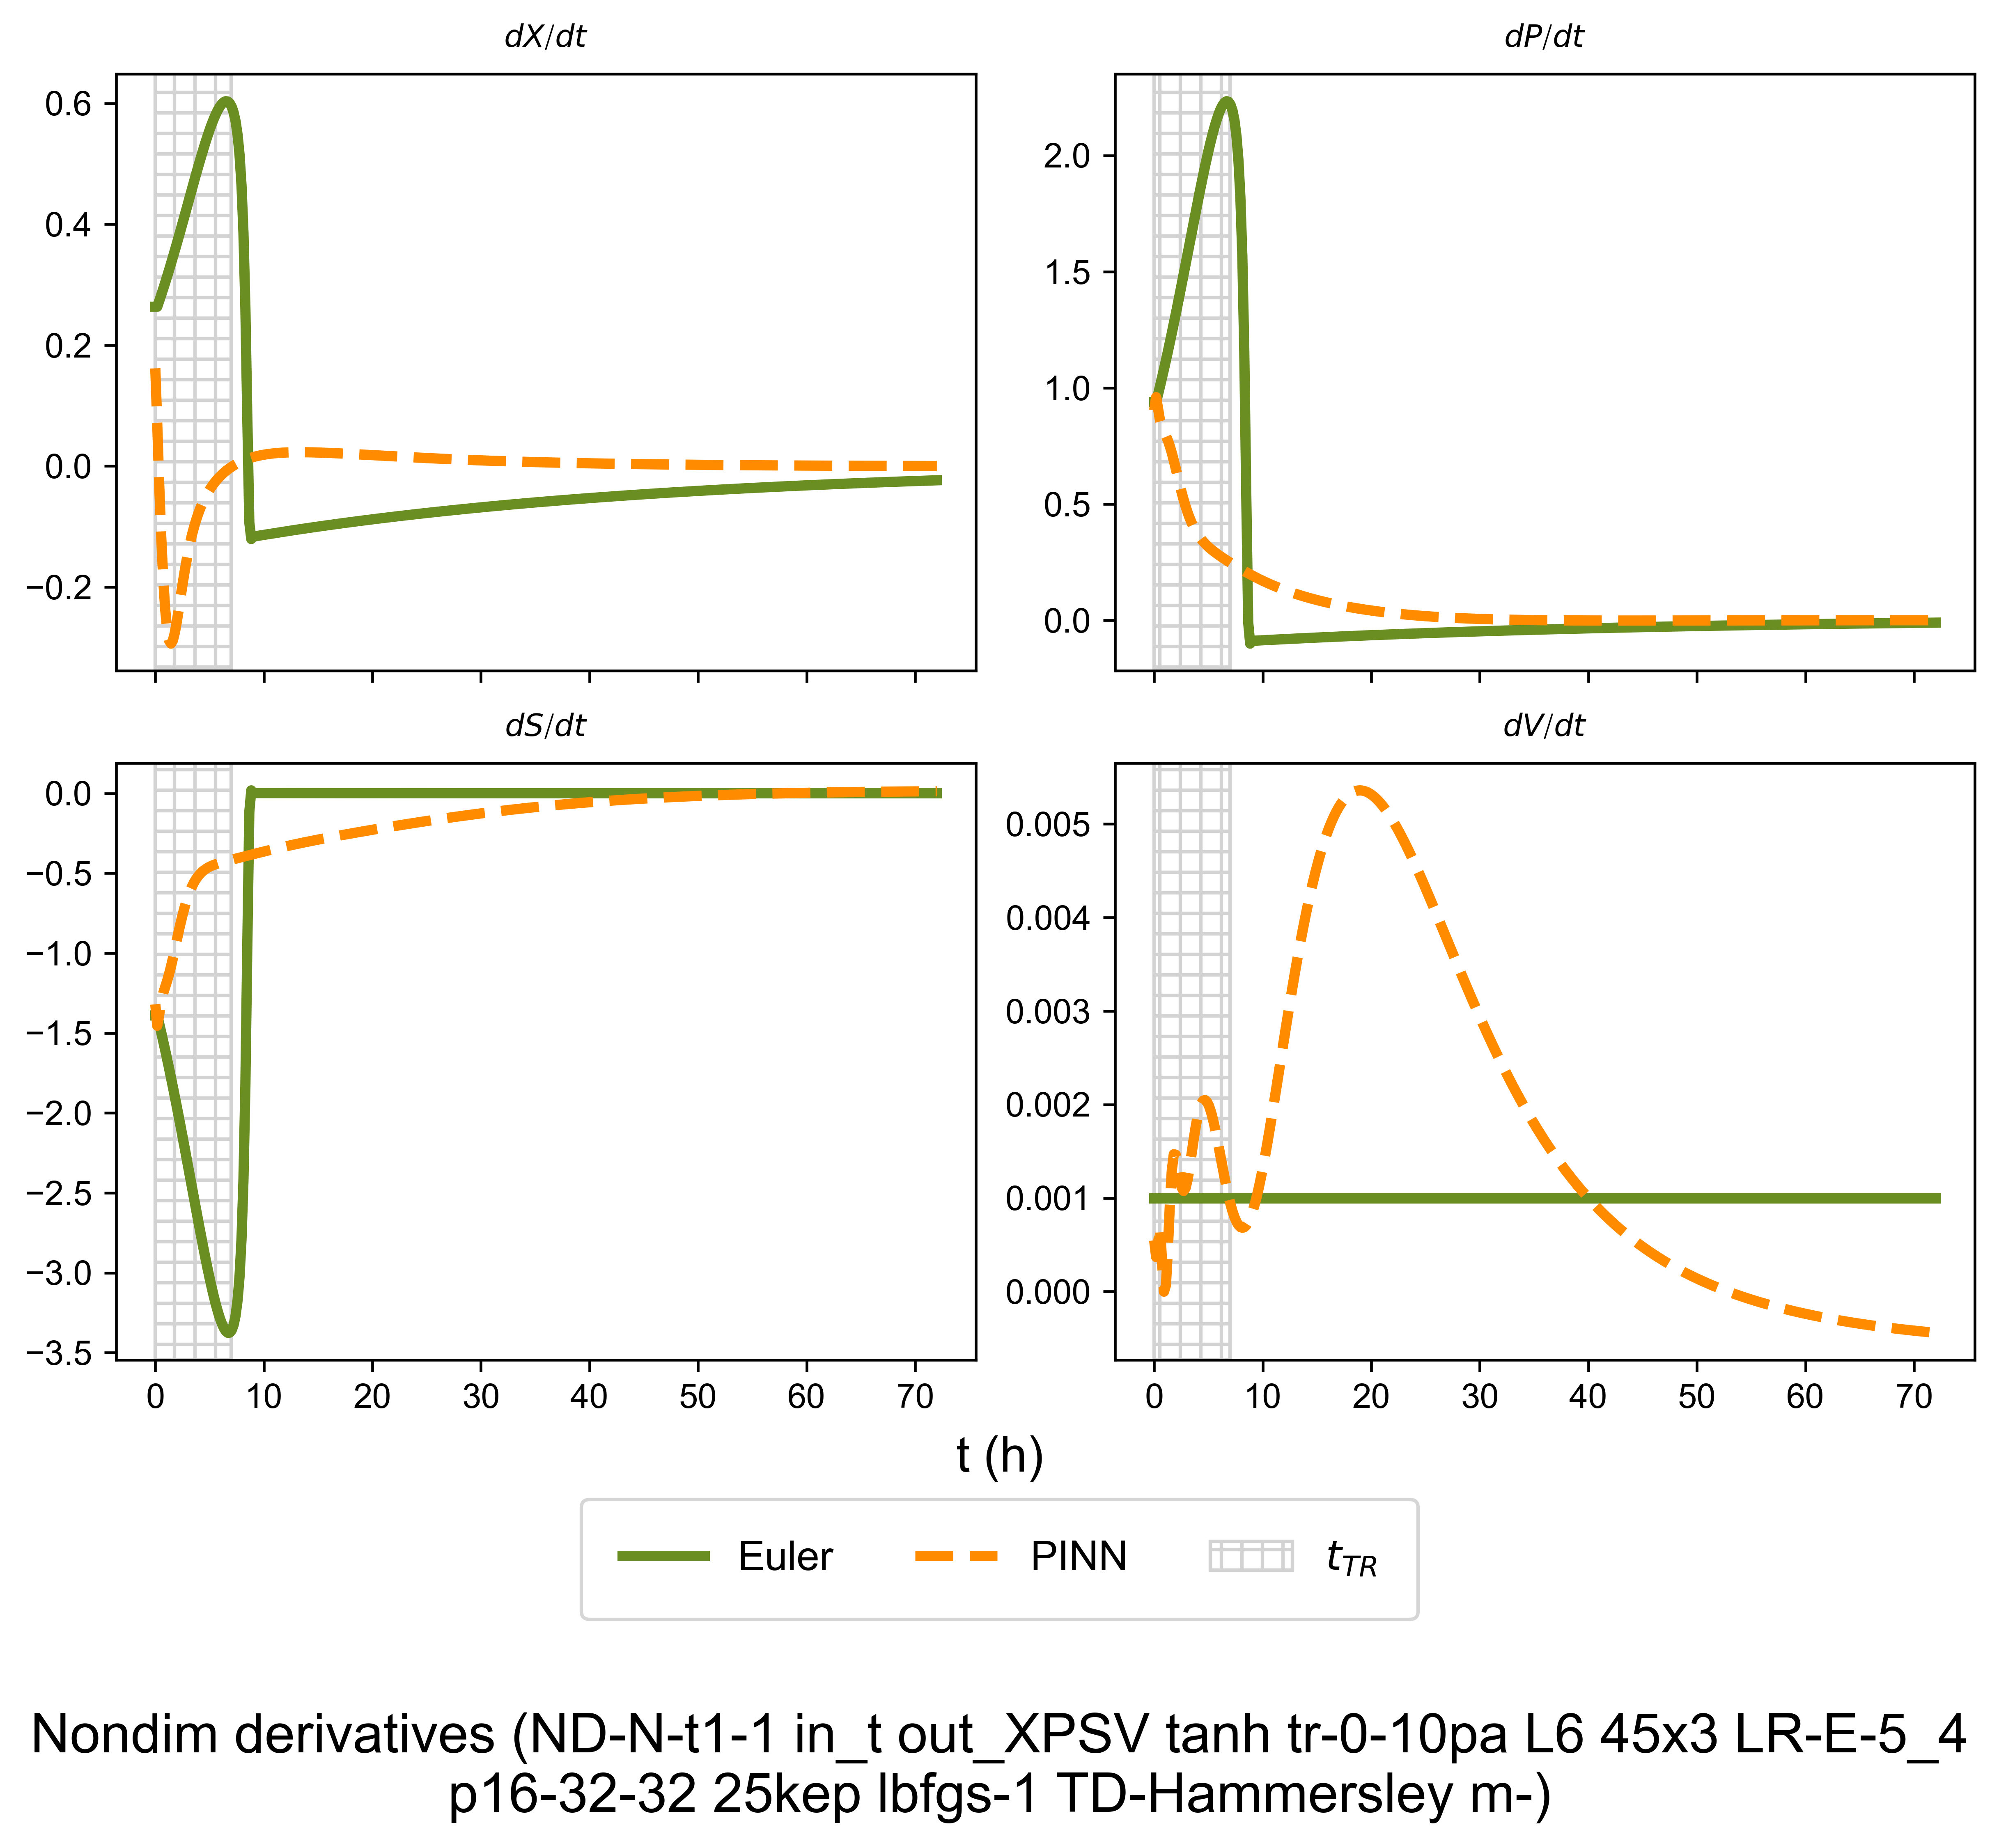 dX/dt
dP/dt
0.6
0.4
0.2
0.0
−0.2
2.0
1.5
1.0
0.5
0.0
dS/dt
dV/dt
0.0
−0.5
−1.0
−1.5
−2.0
−2.5
−3.0
−3.5
0.005
0.004
0.003
0.002
0.001
0.000
0 10 20 30 40 50 60 70
0 10 20 30 40 50 60 70
t (h)
Euler PINN t_TR
Nondim derivatives (ND-N-t1-1 in_t out_XPSV tanh tr-0-10pa L6 45x3 LR-E-5_4
p16-32-32 25kep lbfgs-1 TD-Hammersley m-)